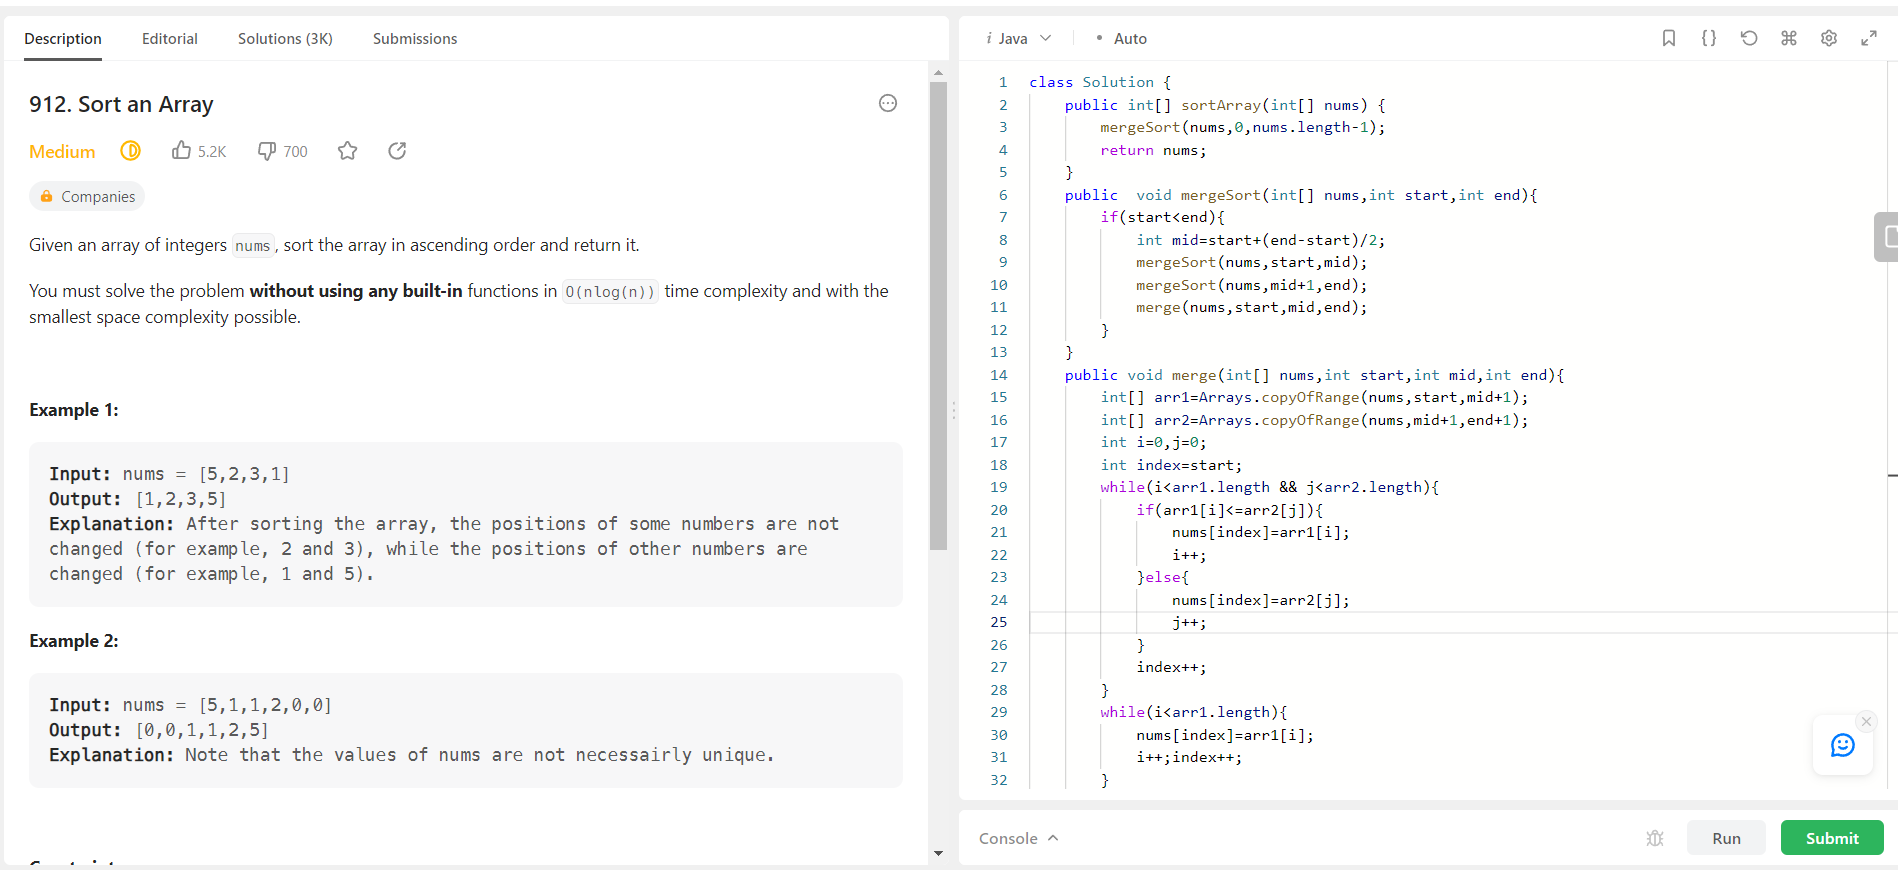 Description Editorial Solutions (3K) Submissions
912. Sort an Array
Medium 5.2K 700
Companies
Given an array of integers nums, sort the array in ascending order and return it.
You must solve the problem without using any built-in functions in O(nlog(n)) time complexity and with the
smallest space complexity possible.
Example 1:
Input: nums = [5,2,3,1]
Output: [1,2,3,5]
Explanation: After sorting the array, the positions of some numbers are not
changed (for example, 2 and 3), while the positions of other numbers are
changed (for example, 1 and 5).
Example 2:
Input: nums = [5,1,1,2,0,0]
Output: [0,0,1,1,2,5]
Explanation: Note that the values of nums are not necessairly unique.
i Java • Auto
1 class Solution {
2 public int[] sortArray(int[] nums) {
3 mergeSort(nums,0,nums.length-1);
4 return nums;
5 }
6 public  void mergeSort(int[] nums,int start,int end){
7 if(start<end){
8 int mid=start+(end-start)/2;
9 mergeSort(nums,start,mid);
10 mergeSort(nums,mid+1,end);
11 merge(nums,start,mid,end);
12 }
13 }
14 public void merge(int[] nums,int start,int mid,int end){
15 int[] arr1=Arrays.copyOfRange(nums,start,mid+1);
16 int[] arr2=Arrays.copyOfRange(nums,mid+1,end+1);
17 int i=0,j=0;
18 int index=start;
19 while(i<arr1.length && j<arr2.length){
20 if(arr1[i]<=arr2[j]){
21 nums[index]=arr1[i];
22 i++;
23 }else{
24 nums[index]=arr2[j];
25 j++;
26 }
27 index++;
28 }
29 while(i<arr1.length){
30 nums[index]=arr1[i];
31 i++;index++;
32 }
Console Run Submit